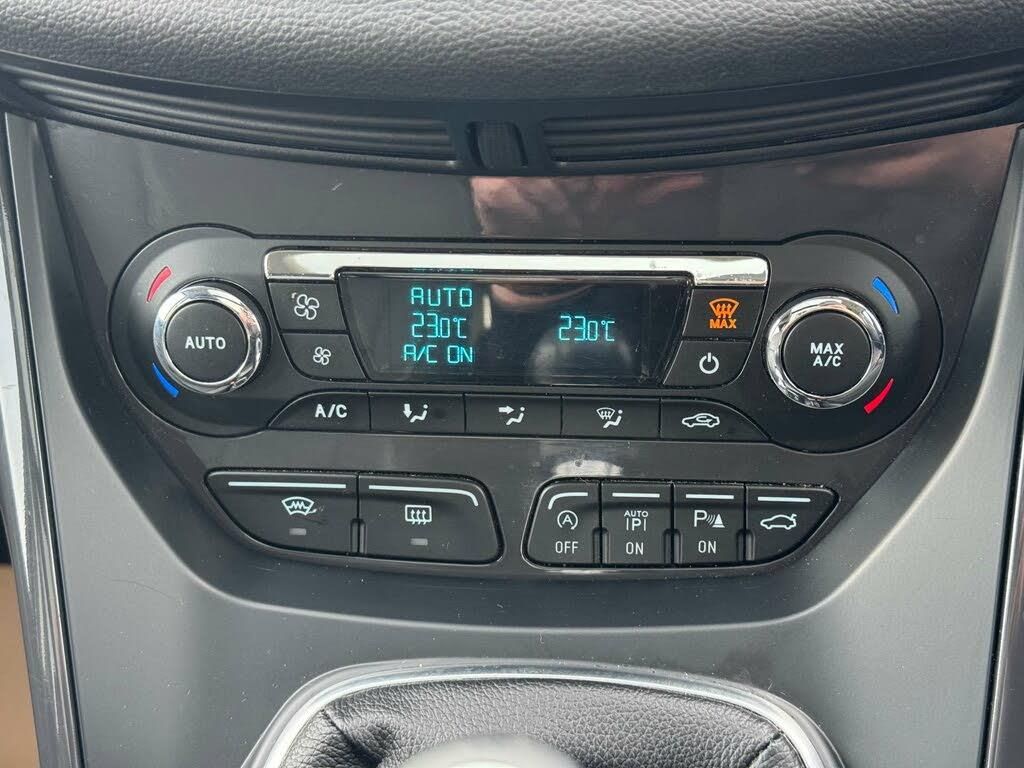 AUTO
AUTO
23.0°C 23.0°C
A/C ON
MAX
MAX
A/C
A/C
A
OFF
AUTO
P
ON
P
ON